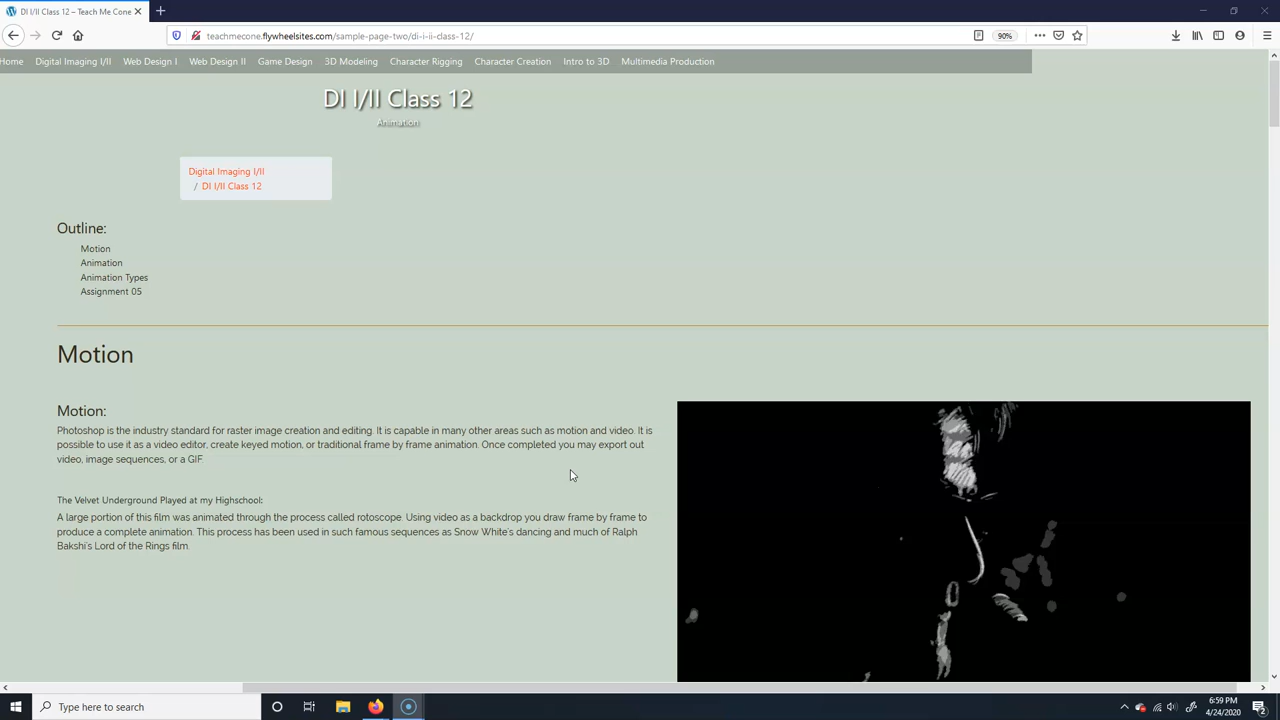 DI I/II Class 12 – Teach Me Cone
teachmecone.flywheelsites.com/sample-page-two/di-i-ii-class-12/
90%
Home Digital Imaging I/II Web Design I Web Design II Game Design 3D Modeling Character Rigging Character Creation Intro to 3D Multimedia Production
DI I/II Class 12
Animation
Digital Imaging I/II
/ DI I/II Class 12
Outline:
Motion
Animation
Animation Types
Assignment 05
Motion
Motion:
Photoshop is the industry standard for raster image creation and editing. It is capable in many other areas such as motion and video. It is
possible to use it as a video editor, create keyed motion, or traditional frame by frame animation. Once completed you may export out
video, image sequences, or a GIF.
The Velvet Underground Played at my Highschool:
A large portion of this film was animated through the process called rotoscope. Using video as a backdrop you draw frame by frame to
produce a complete animation. This process has been used in such famous sequences as Snow White's dancing and much of Ralph
Bakshi's Lord of the Rings film.
Type here to search
6:59 PM
4/24/2020
2